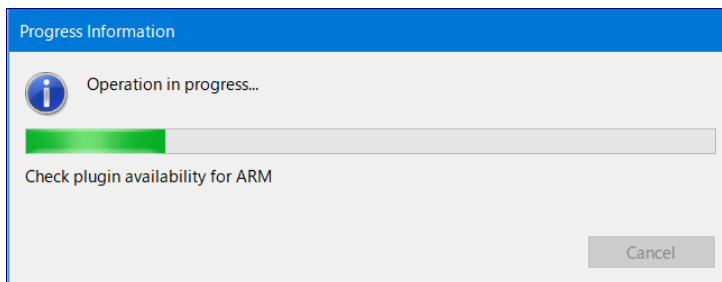 Progress Information
Operation in progress...
Check plugin availability for ARM
Cancel